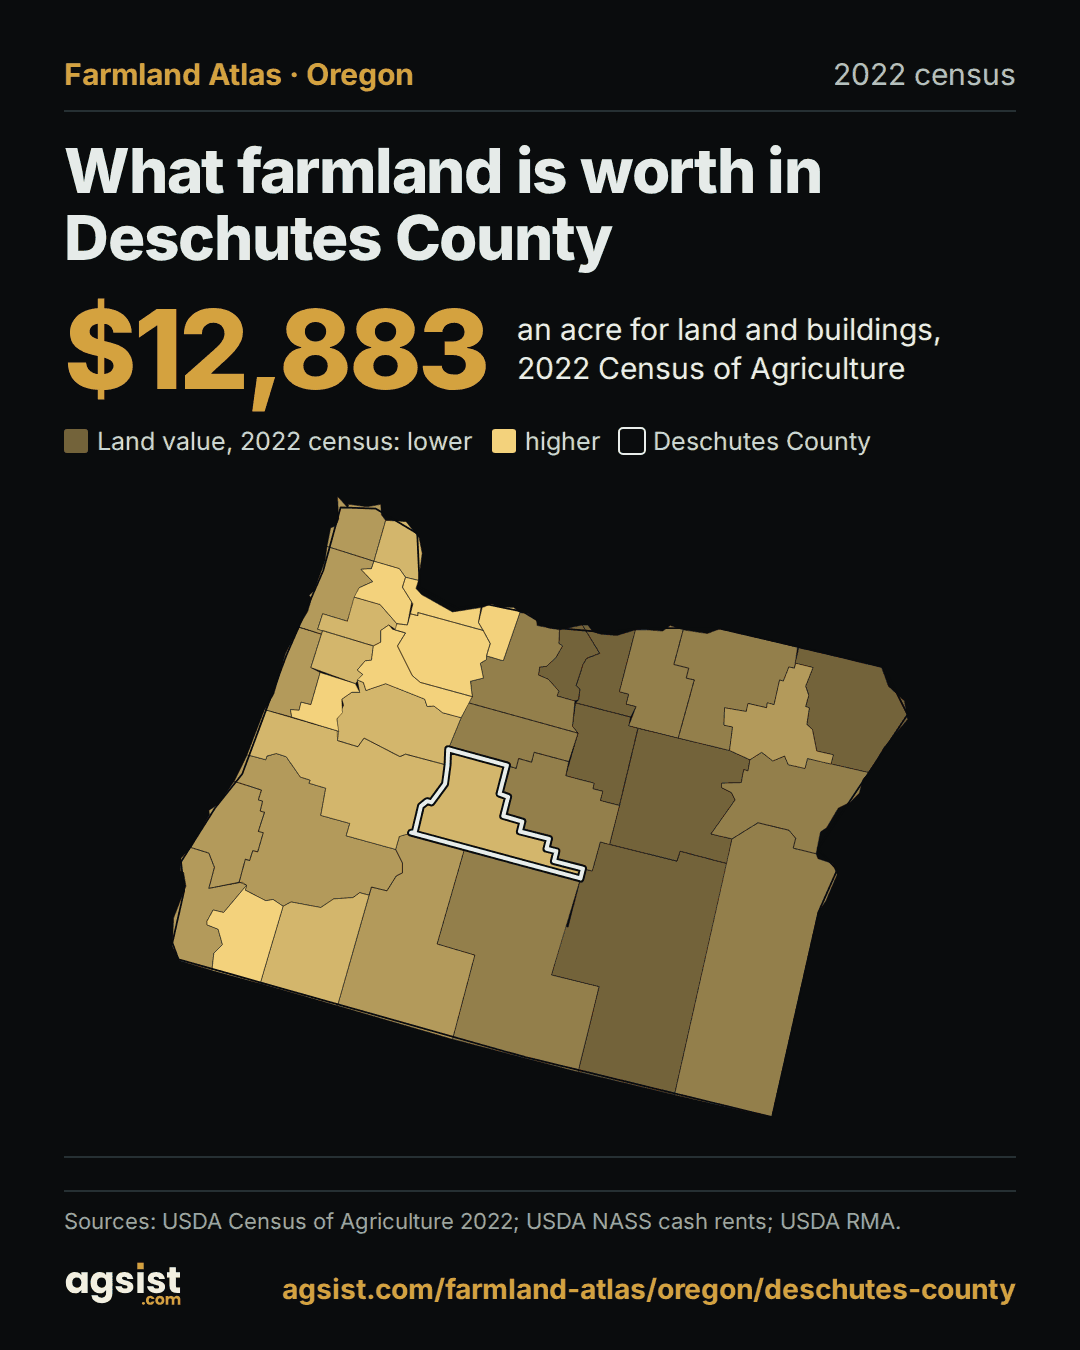 Farmland Atlas · Oregon
2022 census
What farmland is worth in
Deschutes County
$12,883
an acre for land and buildings,
2022 Census of Agriculture
Land value, 2022 census: lower
higher
Deschutes County
Sources: USDA Census of Agriculture 2022; USDA NASS cash rents; USDA RMA.
agsist
.com
agsist.com/farmland-atlas/oregon/deschutes-county